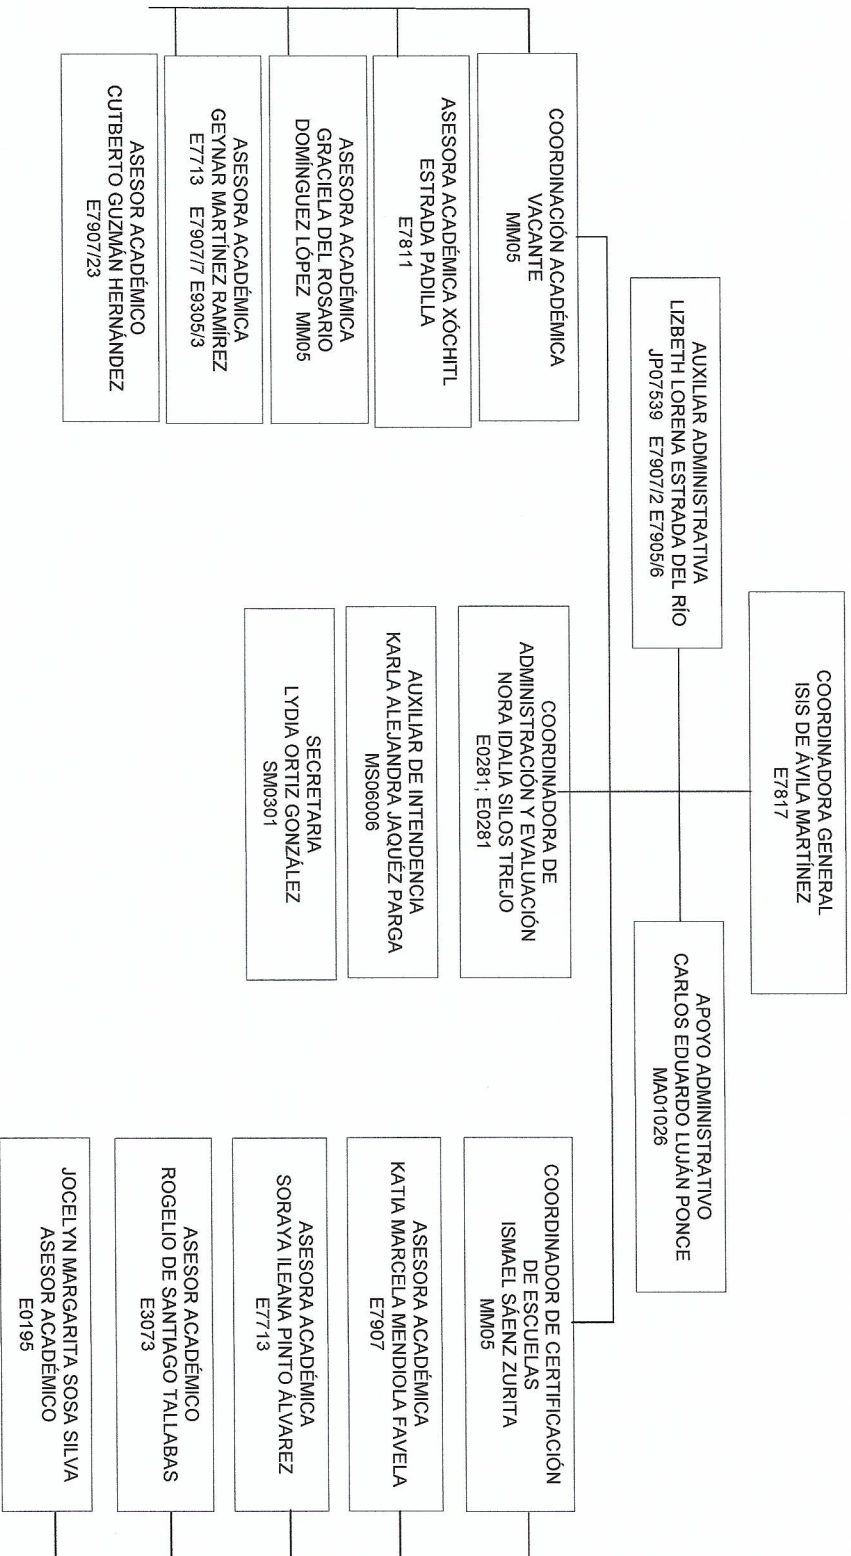 COORDINADORA GENERAL
ISIS DE ÁVILA MARTÍNEZ
E7817
AUXILIAR ADMINISTRATIVA
LIZBETH LORENA ESTRADA DEL RÍO
JP07539 E7907/2 E7905/6
APOYO ADMINISTRATIVO
CARLOS EDUARDO LUJÁN PONCE
MA01026
COORDINACIÓN ACADÉMICA
VACANTE
MM05
ASESORA ACADÉMICA XÓCHITL
ESTRADA PADILLA
E7811
ASESORA ACADÉMICA
GRACIELA DEL ROSARIO
DOMÍNGUEZ LÓPEZ MM05
ASESORA ACADÉMICA
GEYNAR MARTÍNEZ RAMÍREZ
E7713 E7907/7 E9305/3
ASESOR ACADÉMICO
CUTBERTO GUZMÁN HERNÁNDEZ
E7907/23
COORDINADORA DE
ADMINISTRACIÓN Y EVALUACIÓN
NORA IDALIA SILOS TREJO
E0281; E0281
AUXILIAR DE INTENDENCIA
KARLA ALEJANDRA JAQUÉZ PARGA
MS06006
SECRETARIA
LYDIA ORTIZ GONZÁLEZ
SM0301
COORDINADOR DE CERTIFICACIÓN
DE ESCUELAS
ISMAEL SÁENZ ZURITA
MM05
ASESORA ACADÉMICA
KATIA MARCELA MENDIOLA FAVELA
E7907
ASESORA ACADÉMICA
SORAYA ILEANA PINTO ÁLVAREZ
E7713
ASESOR ACADÉMICO
ROGELIO DE SANTIAGO TALLABAS
E3073
JOCELYN MARGARITA SOSA SILVA
ASESOR ACADÉMICO
E0195